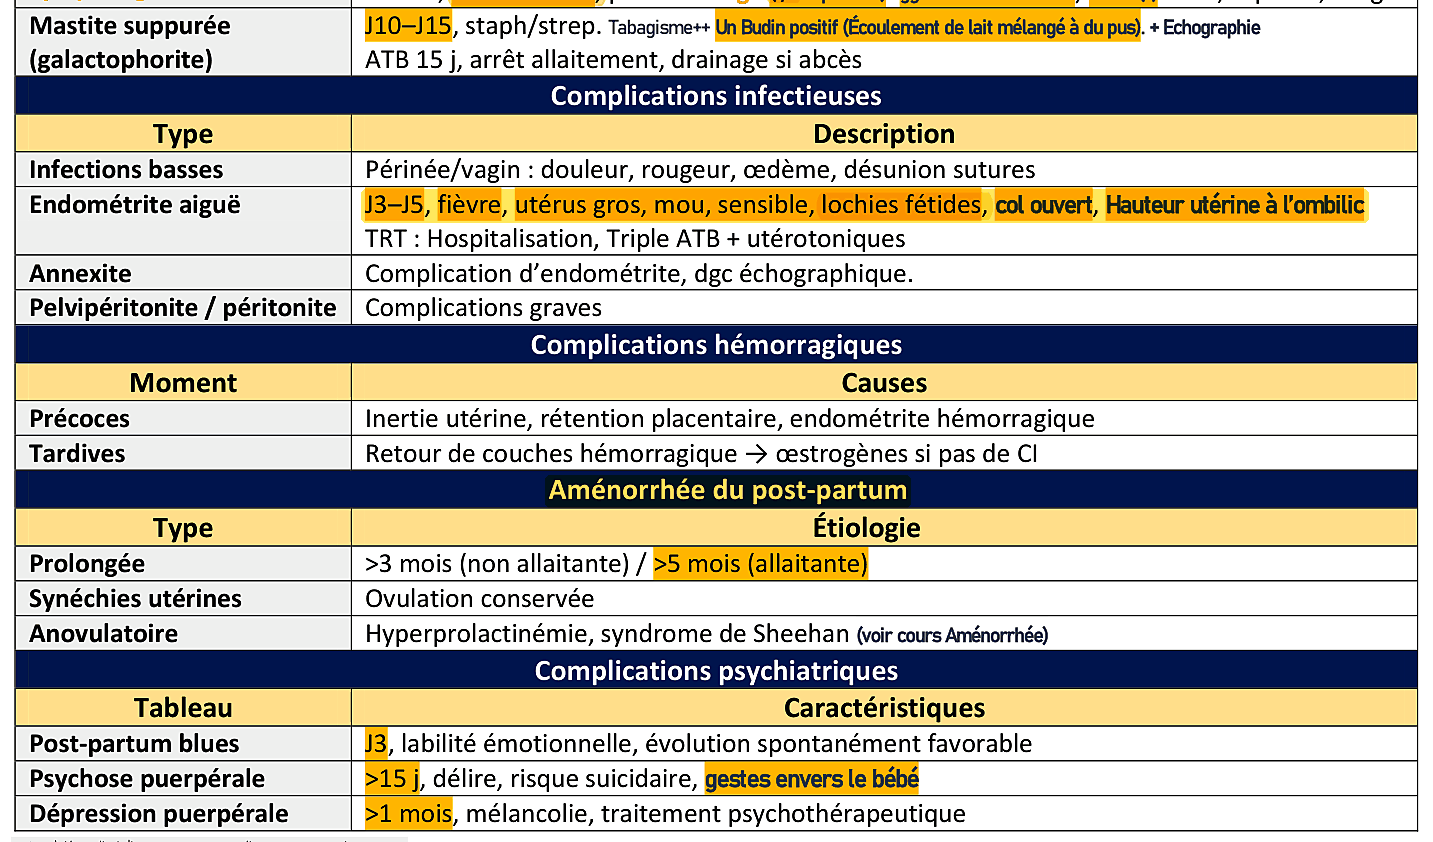 Mastite suppurée
(galactophorite)
J10–J15, staph/strep. Tabagisme++ Un Budin positif (Écoulement de lait mélangé à du pus). + Echographie
ATB 15 j, arrêt allaitement, drainage si abcès
Complications infectieuses
Type Description
Infections basses Périnée/vagin : douleur, rougeur, œdème, désunion sutures
Endométrite aiguë J3–J5, fièvre, utérus gros, mou, sensible, lochies fétides, col ouvert, Hauteur utérine à l’ombilic
TRT : Hospitalisation, Triple ATB + utérotoniques
Annexite Complication d’endométrite, dgc échographique.
Pelvipéritonite / péritonite Complications graves
Complications hémorragiques
Moment Causes
Précoces Inertie utérine, rétention placentaire, endométrite hémorragique
Tardives Retour de couches hémorragique → œstrogènes si pas de CI
Aménorrhée du post-partum
Type Étiologie
Prolongée >3 mois (non allaitante) / >5 mois (allaitante)
Synéchies utérines Ovulation conservée
Anovulatoire Hyperprolactinémie, syndrome de Sheehan (voir cours Aménorrhée)
Complications psychiatriques
Tableau Caractéristiques
Post-partum blues J3, labilité émotionnelle, évolution spontanément favorable
Psychose puerpérale >15 j, délire, risque suicidaire, gestes envers le bébé
Dépression puerpérale >1 mois, mélancolie, traitement psychothérapeutique